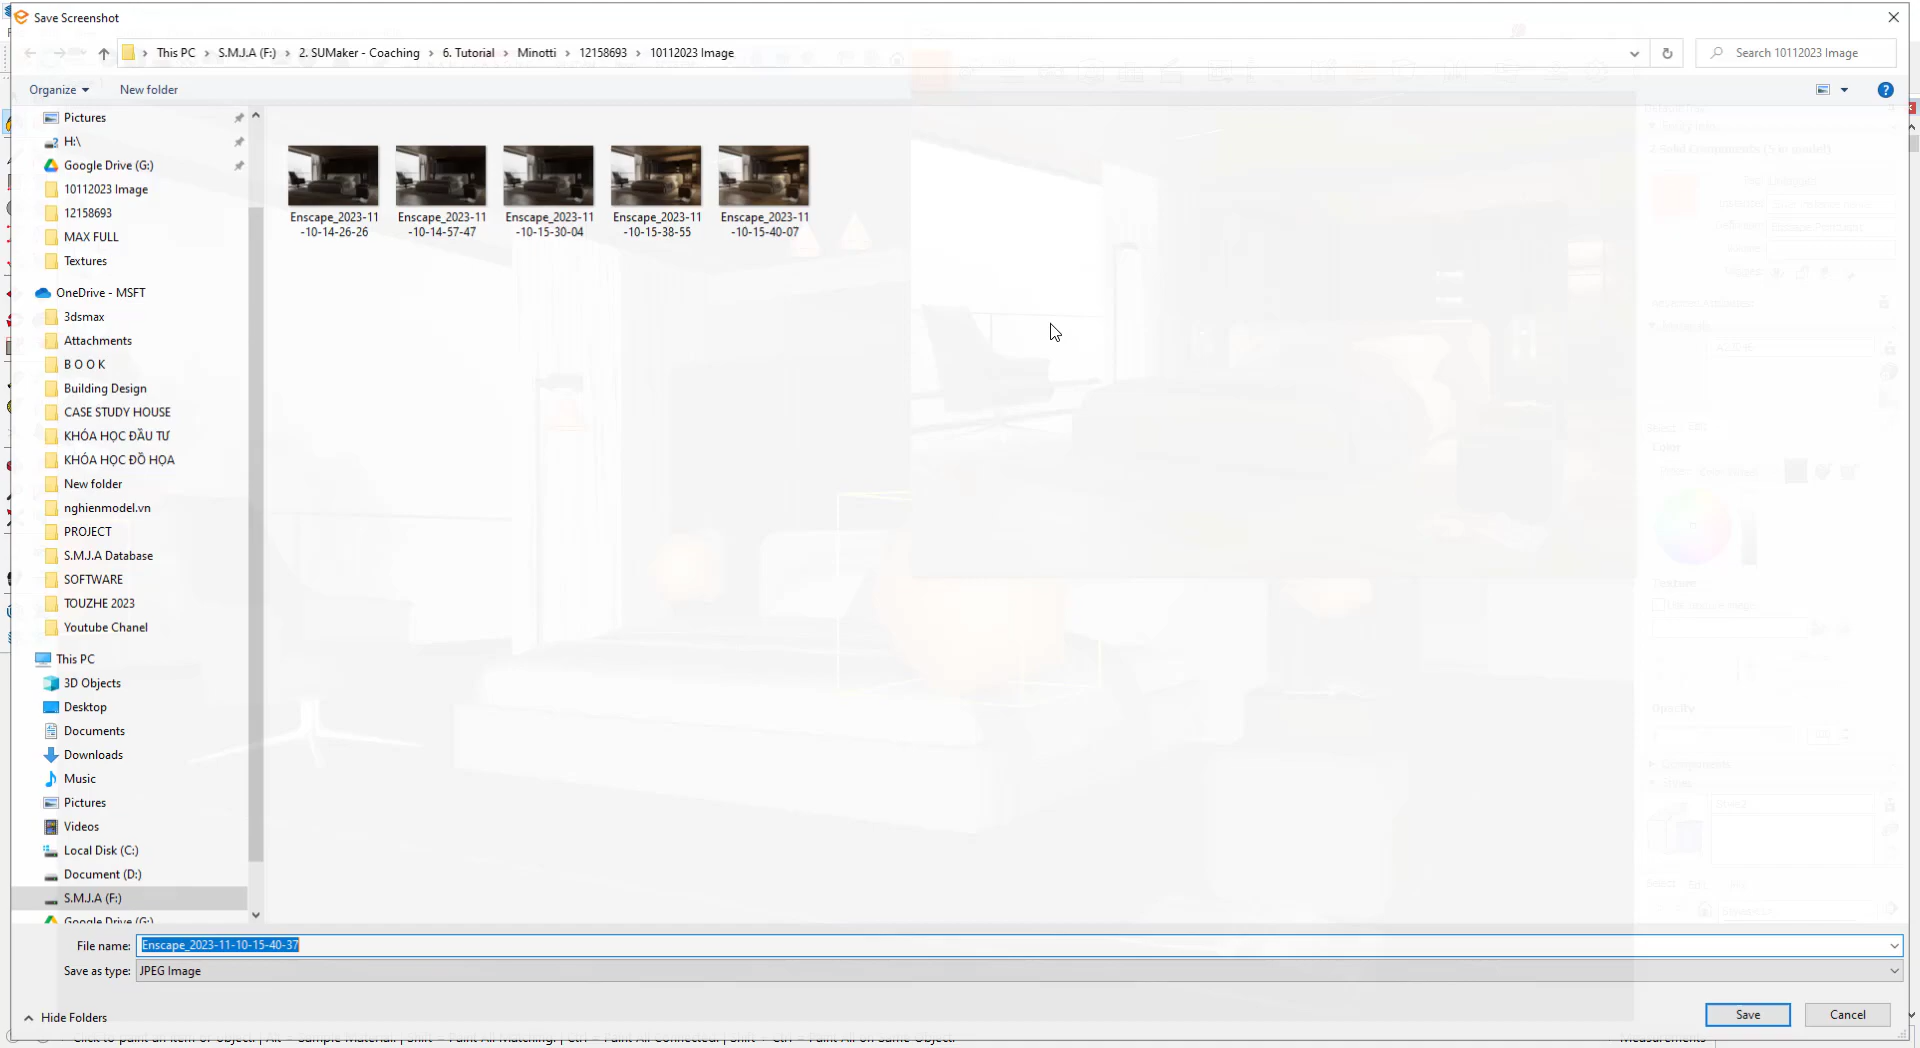 Save Screenshot
This PC > S.M.J.A (F:) > 2. SUMaker - Coaching > 6. Tutorial > Minotti > 12158693 > 10112023 Image
Search 10112023 Image
Organize
New folder
Pictures
H:\
Google Drive (G:)
10112023 Image
12158693
MAX FULL
Textures
OneDrive - MSFT
3dsmax
Attachments
B O O K
Building Design
CASE STUDY HOUSE
KHÓA HỌC ĐẦU TƯ
KHÓA HỌC ĐỒ HỌA
New folder
nghienmodel.vn
PROJECT
S.M.J.A Database
SOFTWARE
TOUZHE 2023
Youtube Chanel
This PC
3D Objects
Desktop
Documents
Downloads
Music
Pictures
Videos
Local Disk (C:)
Document (D:)
S.M.J.A (F:)
Google Drive (G:)
Enscape_2023-11
-10-14-26-26
Enscape_2023-11
-10-14-57-47
Enscape_2023-11
-10-15-30-04
Enscape_2023-11
-10-15-38-55
Enscape_2023-11
-10-15-40-07
Color
Texture
Opacity
File name: Enscape_2023-11-10-15-40-37
Save as type: JPEG Image
Hide Folders
Save
Cancel
Measurements